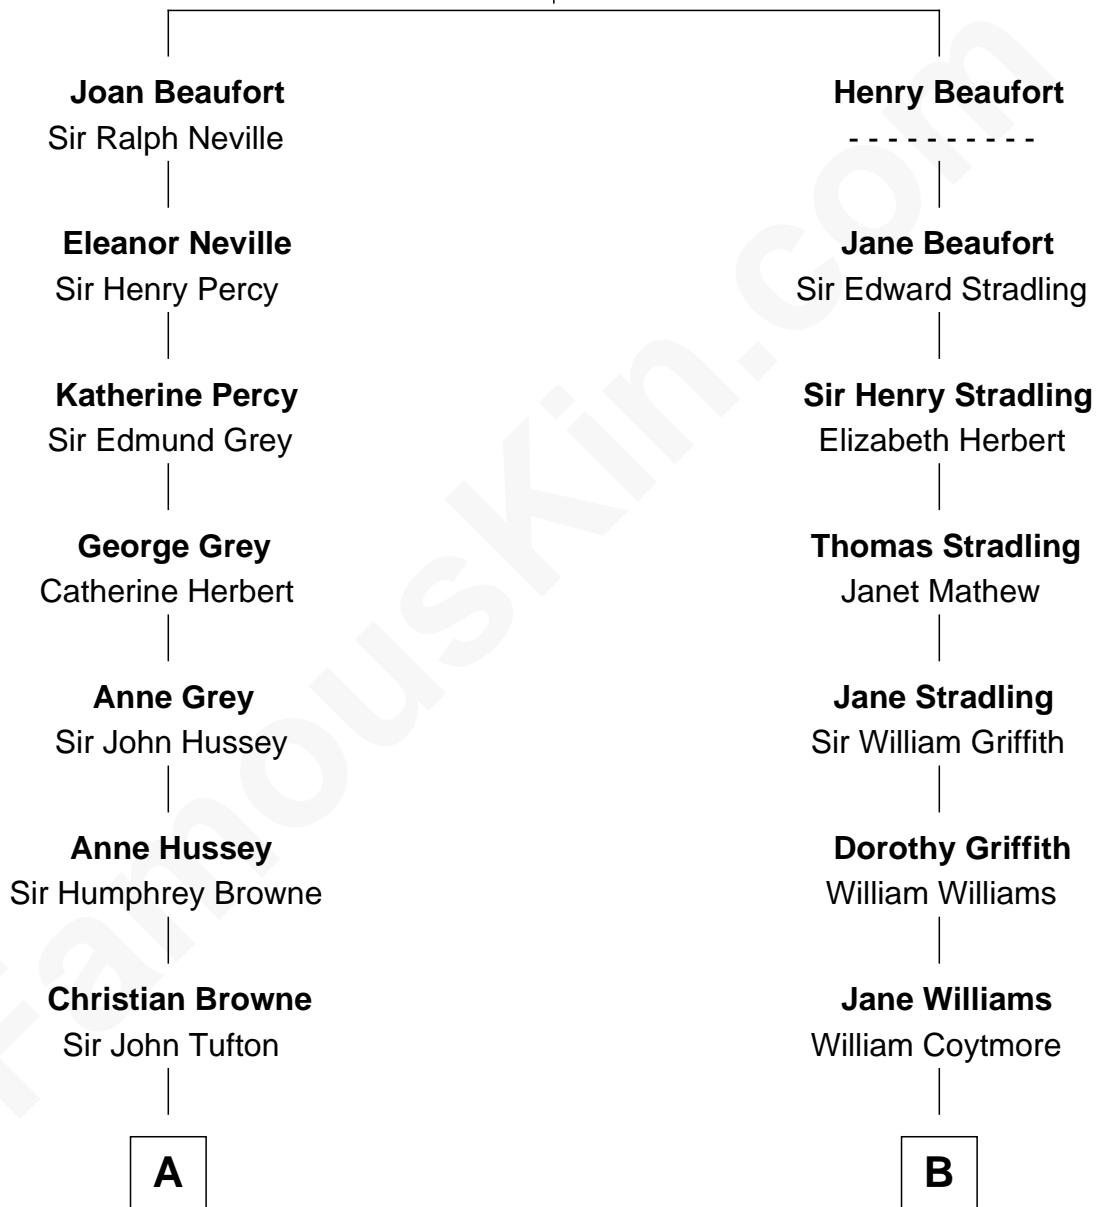 Joan Beaufort
Sir Ralph Neville
Eleanor Neville
Sir Henry Percy
Katherine Percy
Sir Edmund Grey
George Grey
Catherine Herbert
Anne Grey
Sir John Hussey
Anne Hussey
Sir Humphrey Browne
Christian Browne
Sir John Tufton
A
Henry Beaufort
- - - - - - - - - -
Jane Beaufort
Sir Edward Stradling
Sir Henry Stradling
Elizabeth Herbert
Thomas Stradling
Janet Mathew
Jane Stradling
Sir William Griffith
Dorothy Griffith
William Williams
Jane Williams
William Coytmore
B
FamousKin.com